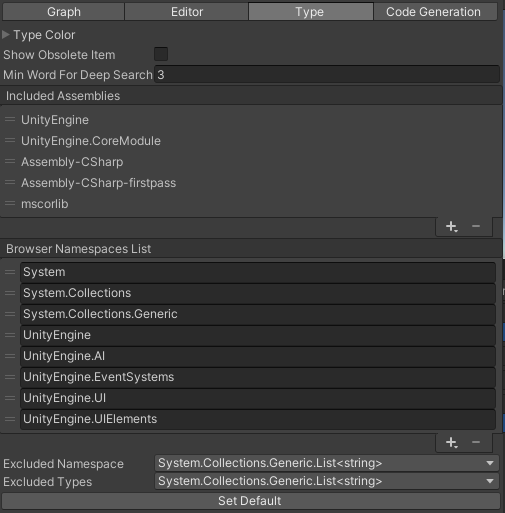 Graph Editor Type Code Generation
Type Color
Show Obsolete Item
Min Word For Deep Search 3
Included Assemblies
UnityEngine
UnityEngine.CoreModule
Assembly-CSharp
Assembly-CSharp-firstpass
mscorlib
Browser Namespaces List
System
System.Collections
System.Collections.Generic
UnityEngine
UnityEngine.AI
UnityEngine.EventSystems
UnityEngine.UI
UnityEngine.UIElements
Excluded Namespace System.Collections.Generic.List<string>
Excluded Types System.Collections.Generic.List<string>
Set Default